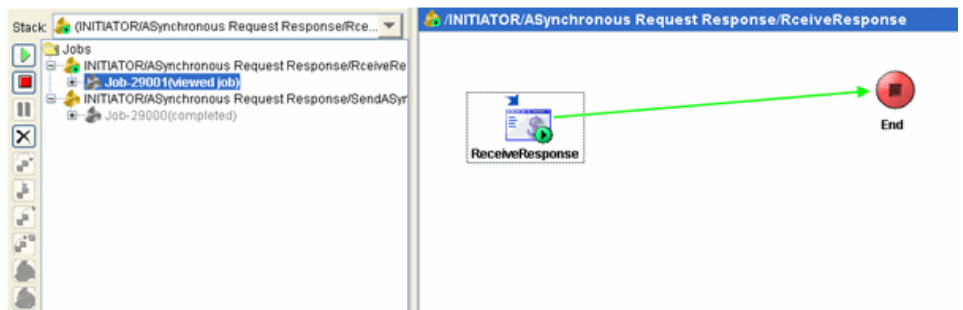 Stack: (INITIATOR/ASynchronous Request Response/Rce...
Jobs
INITIATOR/ASynchronous Request Response/RceiveRe
Job-29001(viewed job)
INITIATOR/ASynchronous Request Response/SendASyr
Job-29000(completed)
/INITIATOR/ASynchronous Request Response/RceiveResponse
ReceiveResponse
End